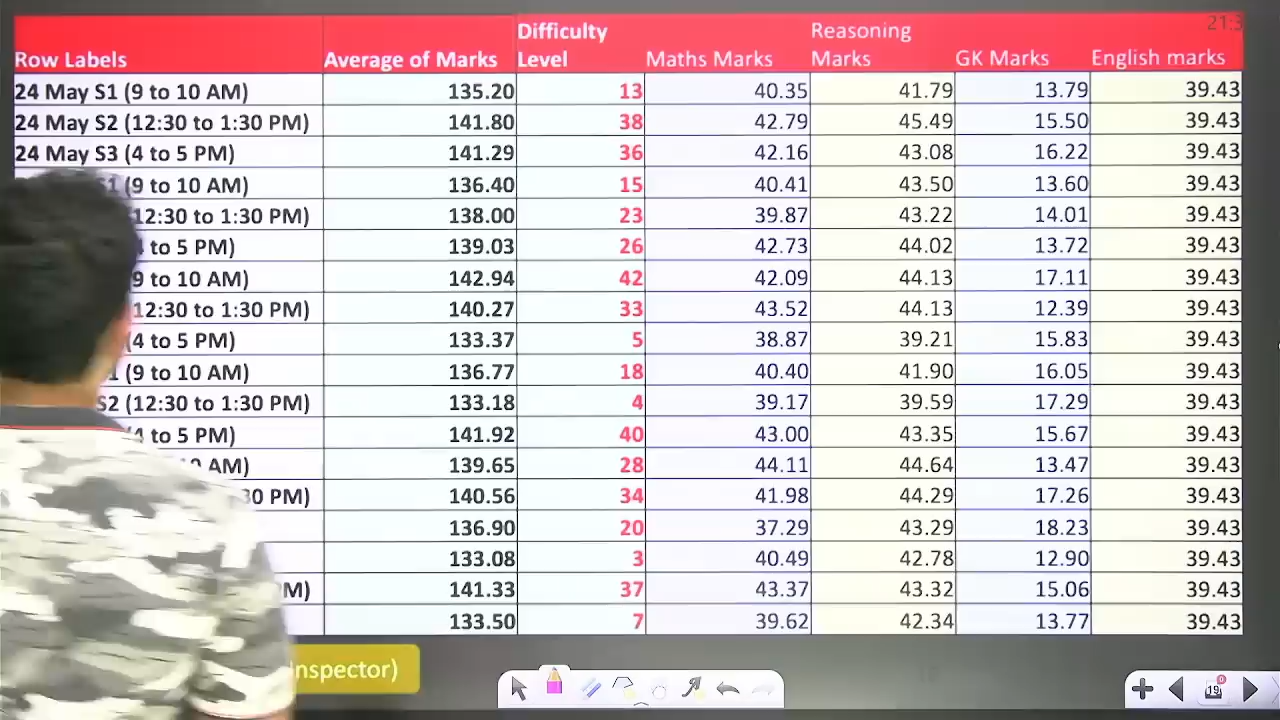 21:3
Row Labels Average of Marks Difficulty Level Maths Marks Reasoning Marks GK Marks English marks
24 May S1 (9 to 10 AM) 135.20 13 40.35 41.79 13.79 39.43
24 May S2 (12:30 to 1:30 PM) 141.80 38 42.79 45.49 15.50 39.43
24 May S3 (4 to 5 PM) 141.29 36 42.16 43.08 16.22 39.43
(9 to 10 AM) 136.40 15 40.41 43.50 13.60 39.43
12:30 to 1:30 PM) 138.00 23 39.87 43.22 14.01 39.43
to 5 PM) 139.03 26 42.73 44.02 13.72 39.43
9 to 10 AM) 142.94 42 42.09 44.13 17.11 39.43
12:30 to 1:30 PM) 140.27 33 43.52 44.13 12.39 39.43
(4 to 5 PM) 133.37 5 38.87 39.21 15.83 39.43
(9 to 10 AM) 136.77 18 40.40 41.90 16.05 39.43
S2 (12:30 to 1:30 PM) 133.18 4 39.17 39.59 17.29 39.43
4 to 5 PM) 141.92 40 43.00 43.35 15.67 39.43
AM) 139.65 28 44.11 44.64 13.47 39.43
30 PM) 140.56 34 41.98 44.29 17.26 39.43
136.90 20 37.29 43.29 18.23 39.43
133.08 3 40.49 42.78 12.90 39.43
M) 141.33 37 43.37 43.32 15.06 39.43
133.50 7 39.62 42.34 13.77 39.43
nspector)
19
0